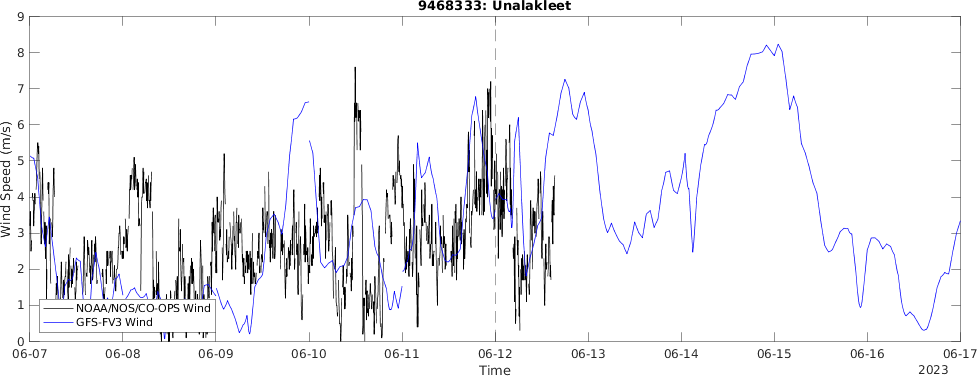 9468333: Unalakleet
9
8
7
6
5
4
3
2
1
0
Wind Speed (m/s)
NOAA/NOS/CO-OPS Wind
GFS-FV3 Wind
06-07 06-08 06-09 06-10 06-11 06-12 06-13 06-14 06-15 06-16 06-17
Time
2023